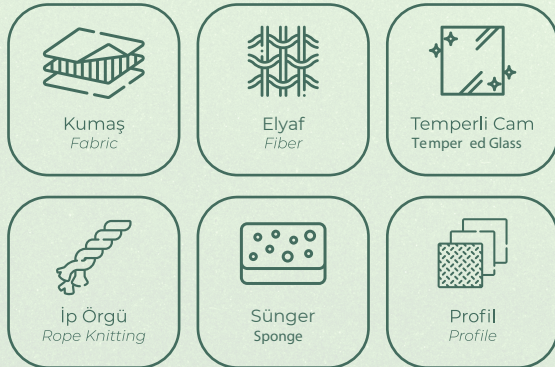 Kumaş
Fabric
Elyaf
Fiber
Temperli Cam
Temper ed Glass
İp Örgü
Rope Knitting
Sünger
Sponge
Profil
Profile